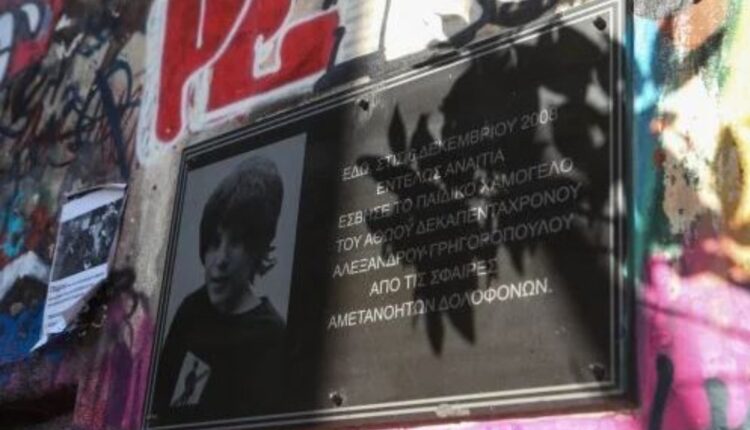 ΕΔΩ, ΣΤΙΣ 6 ΔΕΚΕΜΒΡΙΟΥ 2008
ΕΝΤΕΛΩΣ ΑΝΑΙΤΙΑ
ΕΣΒΗΣΕ ΤΟ ΠΑΙΔΙΚΟ ΧΑΜΟΓΕΛΟ
ΤΟΥ ΑΘΩΟΥ ΔΕΚΑΠΕΝΤΑΧΡΟΝΟΥ
ΑΛΕΞΑΝΔΡΟΥ ΓΡΗΓΟΡΟΠΟΥΛΟΥ
ΑΠΟ ΤΙΣ ΣΦΑΙΡΕΣ
ΑΜΕΤΑΝΟΗΤΩΝ ΔΟΛΟΦΟΝΩΝ.